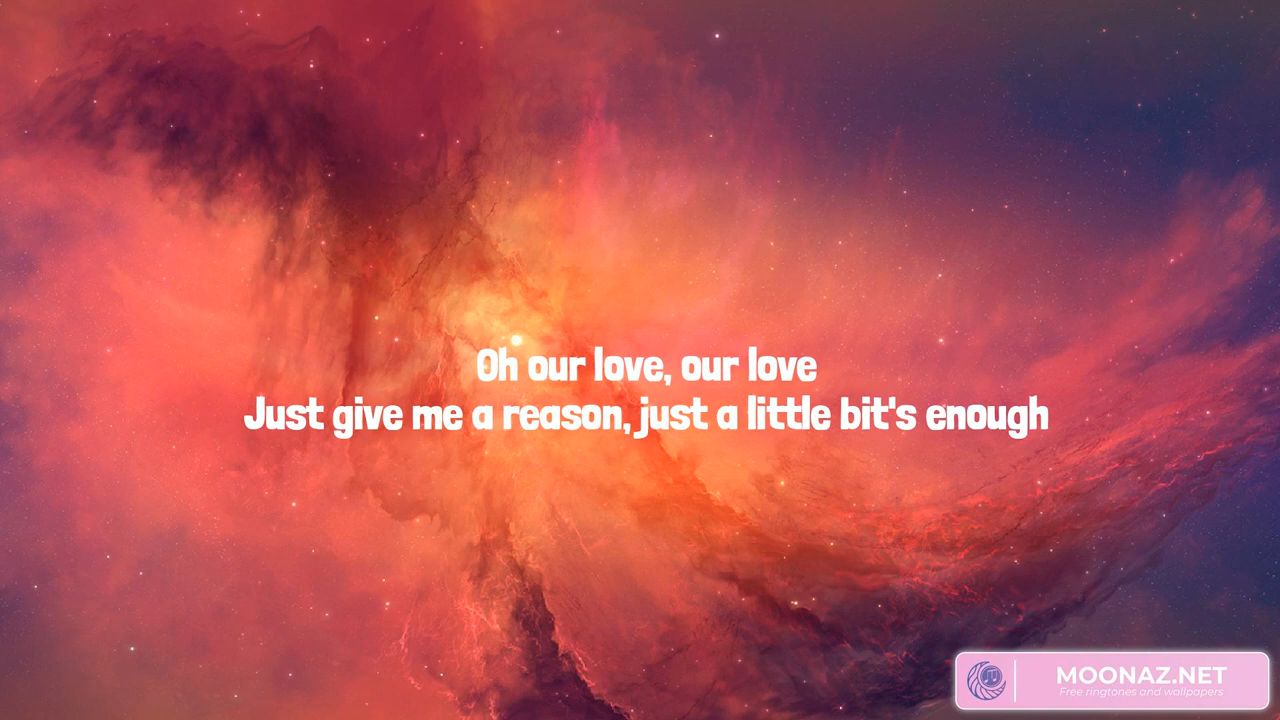 Oh our love, our love
Just give me a reason, just a little bit's enough
MOONAZ.NET
Free ringtones and wallpapers